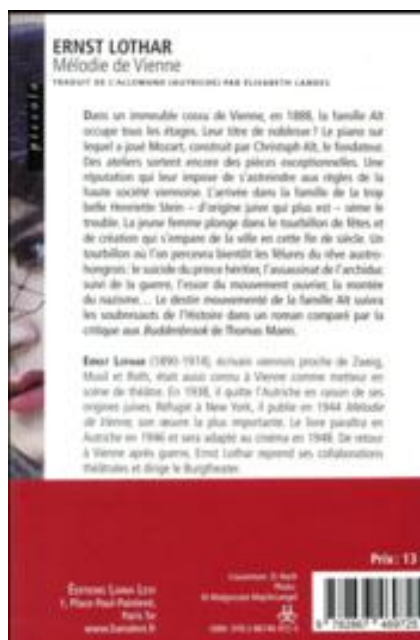 piccolo
ERNST LOTHAR
Mélodie de Vienne
TRADUIT DE L'ALLEMAND (AUTRICHE) PAR ELISABETH LANDES
Dans un immeuble cossu de Vienne, en 1888, la famille Alt
occupe tous les étages. Leur titre de noblesse ? Le piano sur
lequel a joué Mozart, construit par Christoph Alt, le fondateur.
Des ateliers sortent encore des pièces exceptionnelles. Une
réputation qui leur impose de s'astreindre aux règles de la
haute société viennoise. L'arrivée dans la famille de la trop
belle Henriette Stein – d'origine juive qui plus est – sème le
trouble. La jeune femme plonge dans le tourbillon de fêtes et
de création qui s'empare de la ville en cette fin de siècle. Un
tourbillon où l'on percevra bientôt les fêlures du rêve austro-
hongrois : le suicide du prince héritier, l'assassinat de l'archiduc
suivi de la guerre, l'essor du mouvement ouvrier, la montée
du nazisme… Le destin mouvementé de la famille Alt suivra
les soubresauts de l'Histoire dans un roman comparé par la
critique aux Buddenbrook de Thomas Mann.
ERNST LOTHAR (1890-1974), écrivain viennois proche de Zweig,
Musil et Roth, était aussi connu à Vienne comme metteur en
scène de théâtre. En 1938, il quitte l'Autriche en raison de ses
origines juives. Réfugié à New York, il publie en 1944 Mélodie
de Vienne, son œuvre la plus importante. Le livre paraîtra en
Autriche en 1946 et sera adapté au cinéma en 1948. De retour
à Vienne après guerre, Ernst Lothar reprend ses collaborations
théâtrales et dirige le Burgtheater.
Prix : 13
ÉDITIONS LIANA LEVI
1, Place Paul-Painlevé,
Paris 5e
www.lianalevi.fr
Couverture : D. Hoch
Photo :